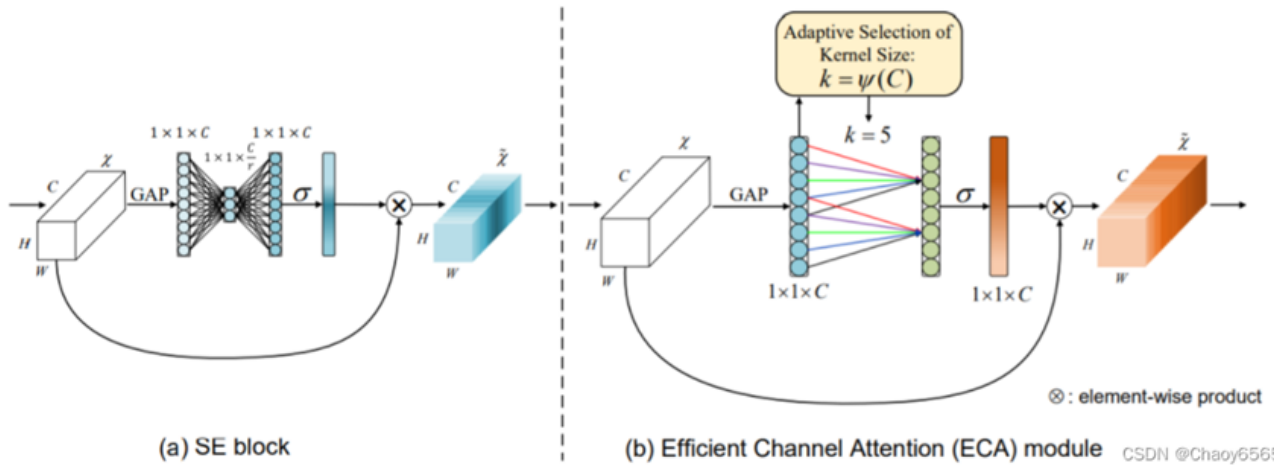 Adaptive Selection of
Kernel Size:
k = ψ(C)
k = 5
1×1×C
1×1×C/r
1×1×C
χ
C
H
W
GAP
σ
χ̃
C
H
W
χ
C
H
W
GAP
1×1×C
σ
1×1×C
χ̃
C
H
W
⊗: element-wise product
(a) SE block
(b) Efficient Channel Attention (ECA) module
CSDN @Chaoy6565